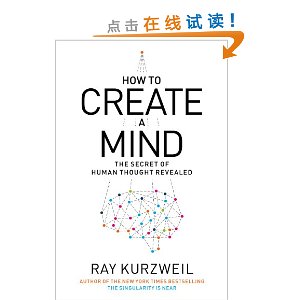 点击在线试读!
HOW TO
CREATE
A
MIND
THE SECRET OF
HUMAN THOUGHT REVEALED
RAY KURZWEIL
AUTHOR OF THE NEW YORK TIMES BESTSELLING
THE SINGULARITY IS NEAR